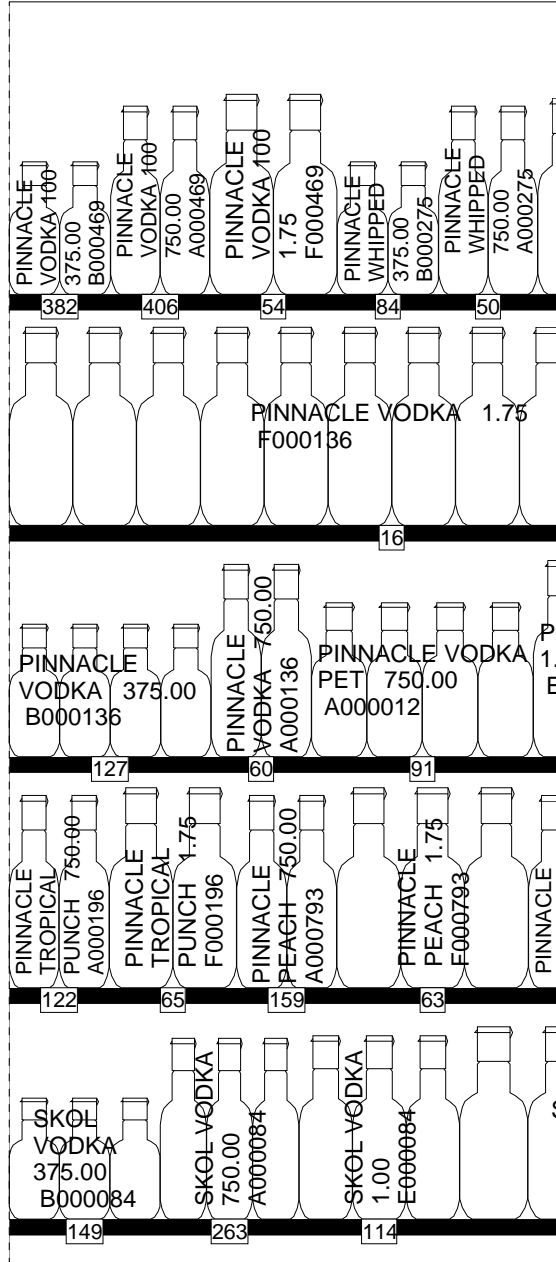 PINNACLE
VODKA 100
375.00
B000469
PINNACLE
VODKA 100
750.00
A000469
PINNACLE
VODKA 100
1.75
F000469
PINNACLE
WHIPPED
375.00
B000275
PINNACLE
WHIPPED
750.00
A000275
382
406
54
84
50
PINNACLE VODKA 1.75
F000136
16
PINNACLE
VODKA 375.00
B000136
PINNACLE
VODKA 750.00
A000136
PINNACLE VODKA
PET 750.00
A000012
127
60
91
PINNACLE
TROPICAL
PUNCH 750.00
A000196
PINNACLE
TROPICAL
PUNCH 1.75
F000196
PINNACLE
PEACH 750.00
A000793
PINNACLE
PEACH 1.75
F000793
PINNACLE
122
65
159
63
SKOL
VODKA
375.00
B000084
SKOL VODKA
750.00
A000084
SKOL VODKA
1.00
E000084
149
263
114